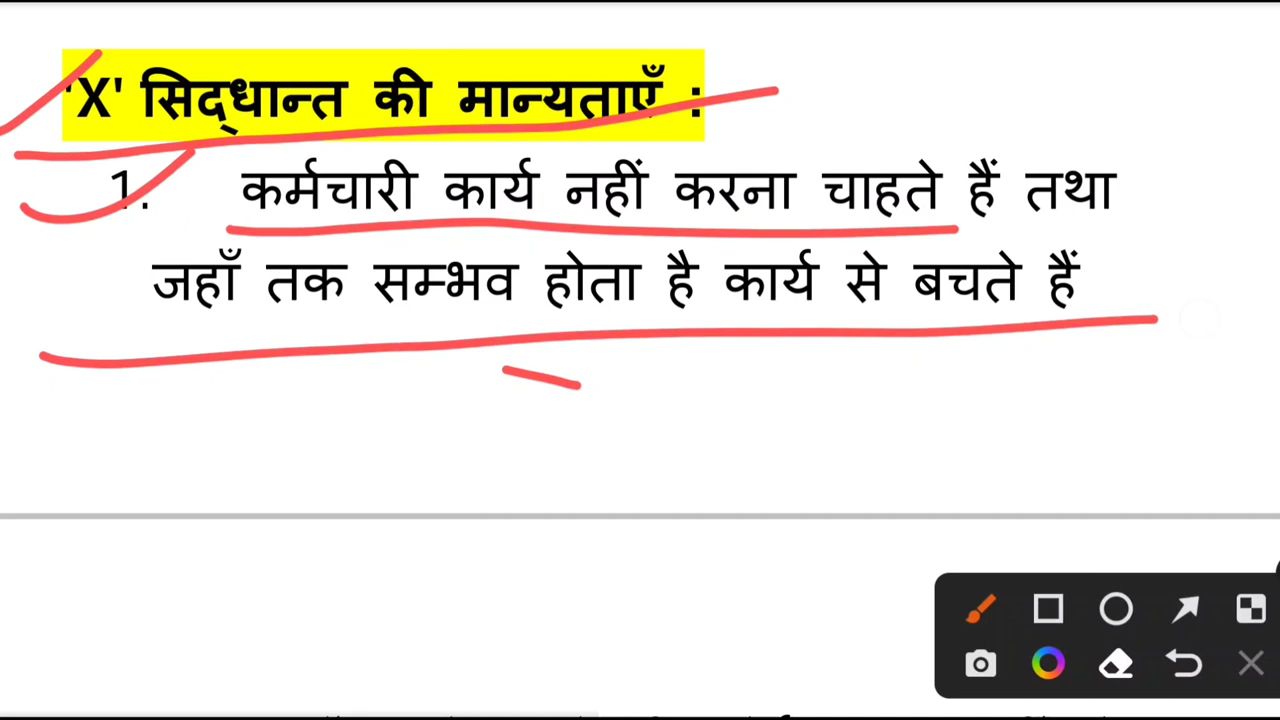 'X' सिद्धान्त की मान्यताएँ :
1. कर्मचारी कार्य नहीं करना चाहते हैं तथा
जहाँ तक सम्भव होता है कार्य से बचते हैं